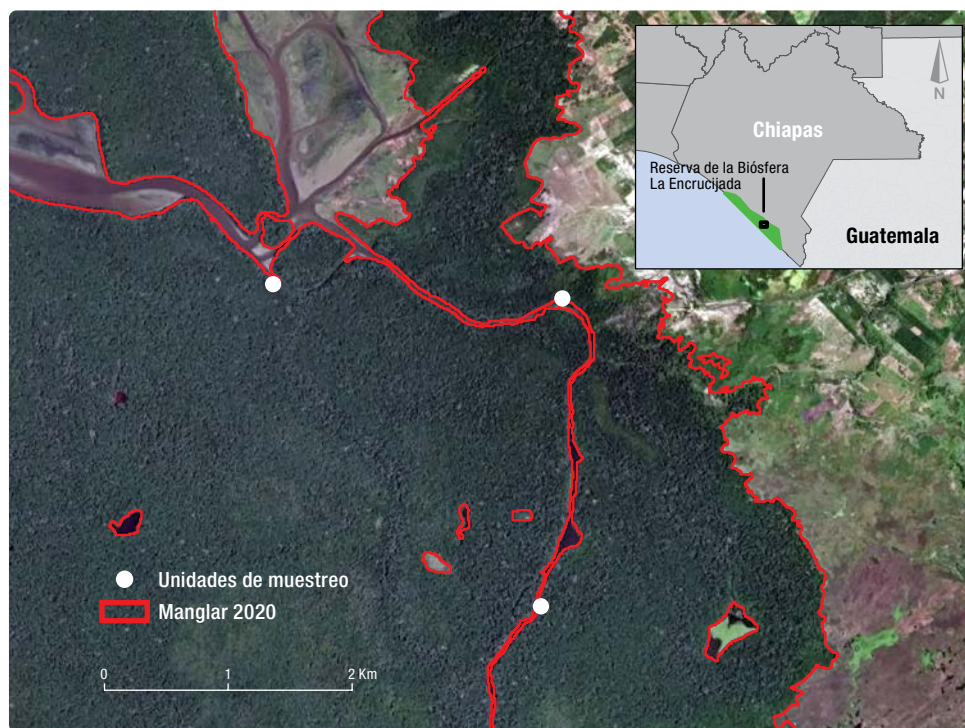 N
Chiapas
Reserva de la Biósfera
La Encrucijada
Guatemala
Unidades de muestreo
Manglar 2020
0 1 2 Km